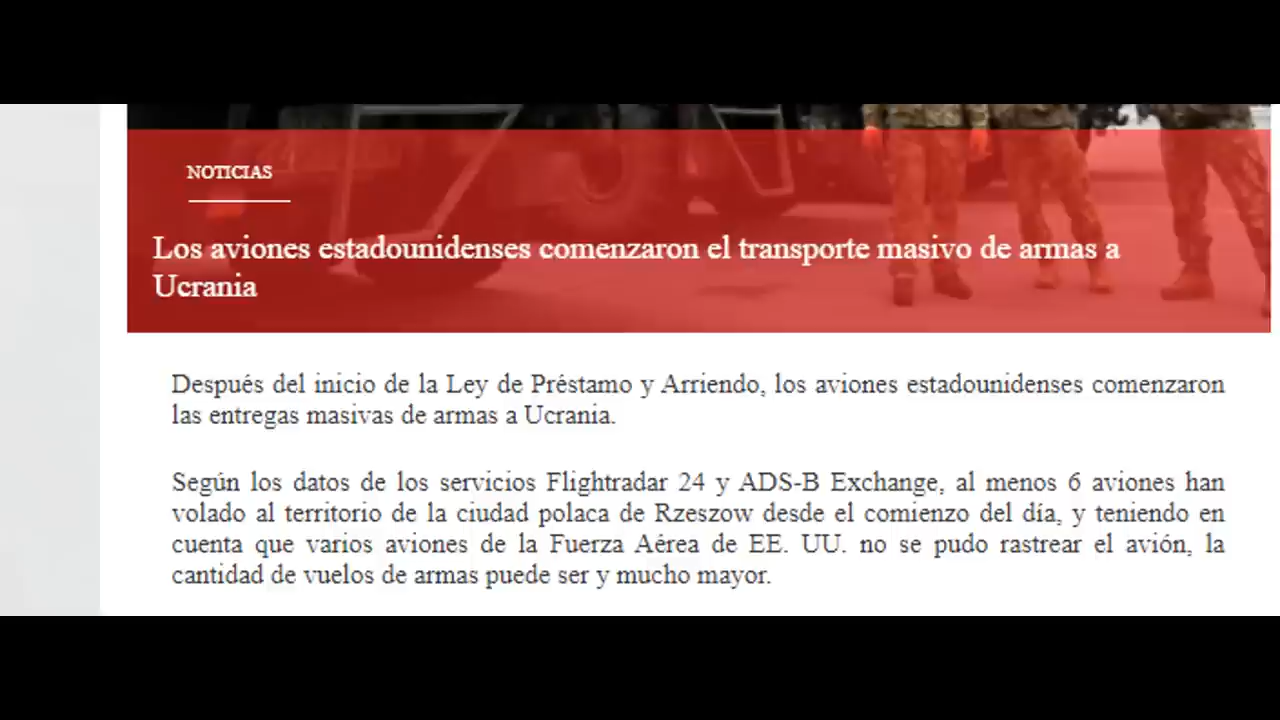 NOTICIAS
Los aviones estadounidenses comenzaron el transporte masivo de armas a
Ucrania
Después del inicio de la Ley de Préstamo y Arriendo, los aviones estadounidenses comenzaron
las entregas masivas de armas a Ucrania.
Según los datos de los servicios Flightradar 24 y ADS-B Exchange, al menos 6 aviones han
volado al territorio de la ciudad polaca de Rzeszow desde el comienzo del día, y teniendo en
cuenta que varios aviones de la Fuerza Aérea de EE. UU. no se pudo rastrear el avión, la
cantidad de vuelos de armas puede ser y mucho mayor.